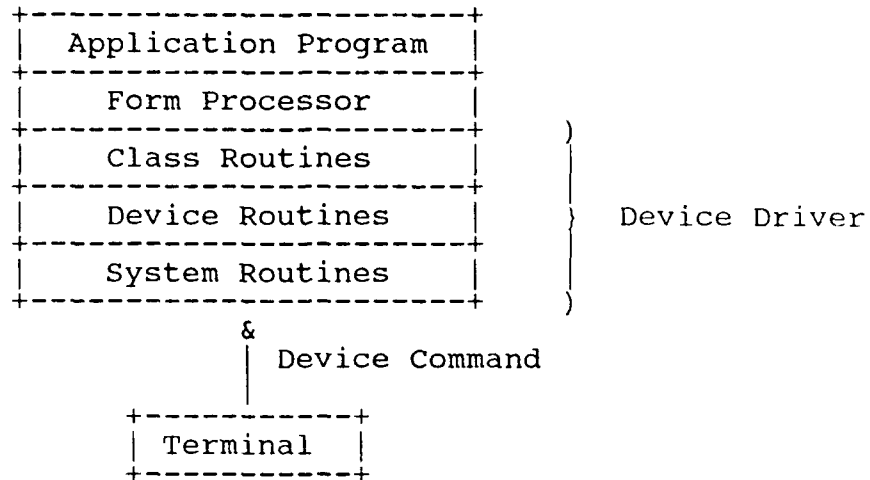 Application Program
Form Processor
Class Routines
Device Routines
Device Driver
System Routines
&
Device Command
Terminal